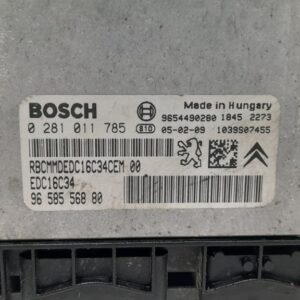 BOSCH Made in Hungary
9654490280 1845 2273
0 281 011 785 810 05-02-09 1039S07455
RBCMMDEDC16C34CEM 00
EDC16C34
96 585 568 80